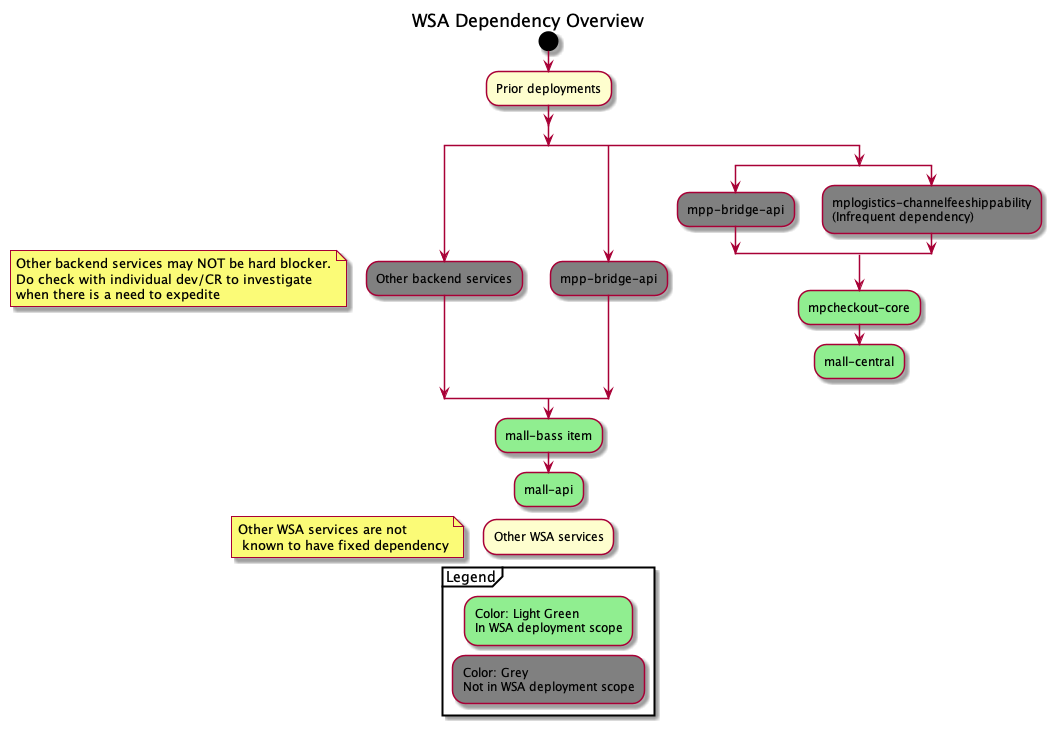 WSA Dependency Overview
Prior deployments
mpp-bridge-api
mplogistics-channelfeeshippability
(Infrequent dependency)
Other backend services may NOT be hard blocker.
Do check with individual dev/CR to investigate
when there is a need to expedite
Other backend services
mpp-bridge-api
mpcheckout-core
mall-central
mall-bass item
mall-api
Other WSA services are not
known to have fixed dependency
Other WSA services
Legend
Color: Light Green
In WSA deployment scope
Color: Grey
Not in WSA deployment scope